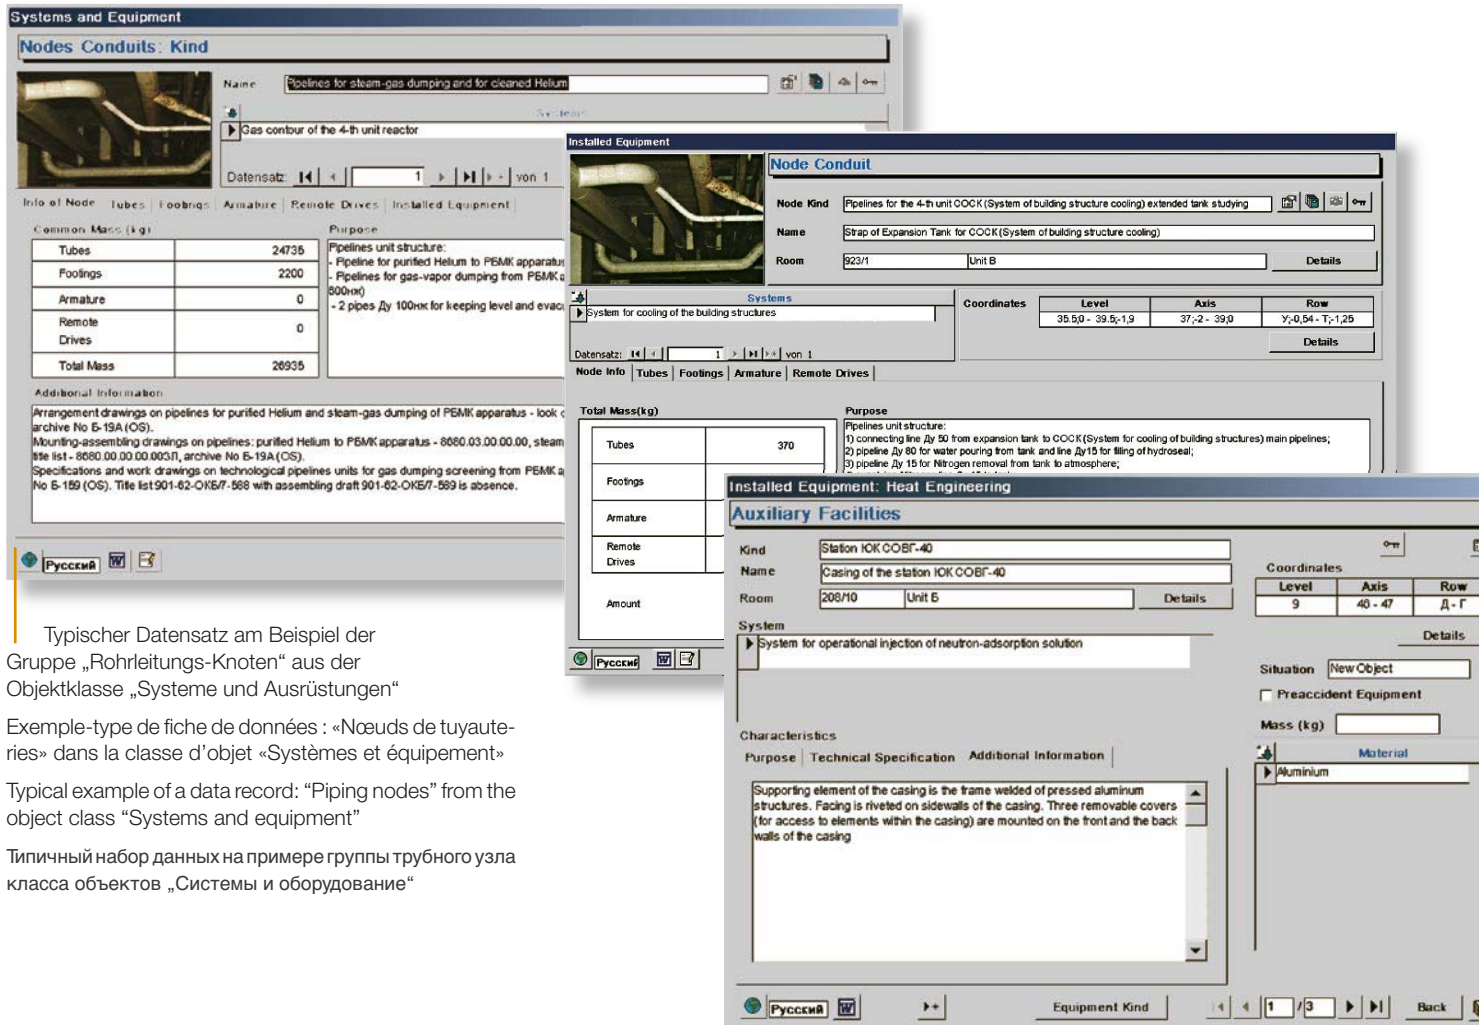 Systems and Equipment
Nodes Conduits: Kind
Name Pipelines for steam-gas dumping and for cleaned Helium
Systems
Gas contour of the 4-th unit reactor
Datensatz: 1 von 1
Info of Node Tubes Footings Armature Remote Drives Installed Equipment
Common Mass (kg)
Tubes 24735
Footings 2200
Armature 0
Remote
Drives 0
Total Mass 26935
Purpose
Pipelines unit structure:
- Pipeline for purified Helium to РБМК apparatus
- Pipelines for gas-vapor dumping from РБМК
600нж)
- 2 pipes Ду 100нж for keeping level and
Additional Information
Arrangement drawings on pipelines for purified Helium and steam-gas dumping of РБМК apparatus - look
archive No Б-19А (OS).
Mounting-assembling drawings on pipelines: purified Helium to РБМК apparatus - 8680.03.00.00.00, steam
title list - 8680.00.00.00.003Л, archive No Б-19А (OS).
Specifications and work drawings on technological pipelines units for gas dumping screening from РБМК
No Б-159 (OS). Title list 901-62-ОКБ/7-588 with assembling draft 901-62-ОКБ/7-589 is absence.
Русский
Installed Equipment
Node Conduit
Node Kind Pipelines for the 4-th unit COCK (System of building structure cooling) extended tank studying
Name Strap of Expansion Tank for COCK (System of building structure cooling)
Room 923/1 Unit B Details
Systems
System for cooling of the building structures
Datensatz: 1 von 1
Coordinates Level Axis Row
35.5;0 - 39.5;-1,9 37;-2 - 39;0 У;-0,54 - Т;-1,25
Details
Node Info Tubes Footings Armature Remote Drives
Total Mass(kg)
Tubes 370
Footings
Armature
Remote
Drives
Amount
Purpose
Pipelines unit structure:
1) connecting line Ду 50 from expansion tank to COCK (System for cooling of building structures) main pipelines;
2) pipeline Ду 80 for water pouring from tank and line Ду15 for filling of hydroseal;
3) pipeline Ду 15 for Nitrogen removal from tank to atmosphere;
Русский
Installed Equipment: Heat Engineering
Auxiliary Facilities
Kind Station ЮК СОВГ-40
Name Casing of the station ЮК СОВГ-40
Room 208/10 Unit Б Details
Coordinates
Level Axis Row
9 46 - 47 Д - Г
Details
System
System for operational injection of neutron-adsorption solution
Situation New Object
Preaccident Equipment
Mass (kg)
Material
Aluminium
Characteristics
Purpose Technical Specification Additional Information
Supporting element of the casing is the frame welded of pressed aluminum
structures. Facing is riveted on sidewalls of the casing. Three removable covers
(for access to elements within the casing) are mounted on the front and the back
walls of the casing
Русский Equipment Kind 1 /3 Back
Typischer Datensatz am Beispiel der
Gruppe „Rohrleitungs-Knoten“ aus der
Objektklasse „Systeme und Ausrüstungen“
Exemple-type de fiche de données : «Nœuds de tuyaute-
ries» dans la classe d’objet «Systèmes et équipement»
Typical example of a data record: “Piping nodes” from the
object class “Systems and equipment”
Типичный набор данных на примере группы трубного узла
класса объектов „Системы и оборудование“